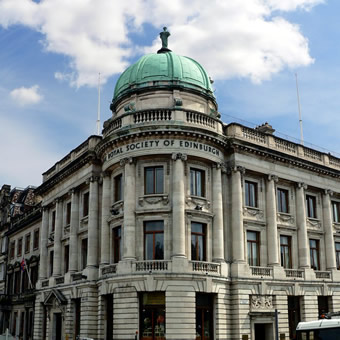 ROYAL SOCIETY OF EDINBURGH